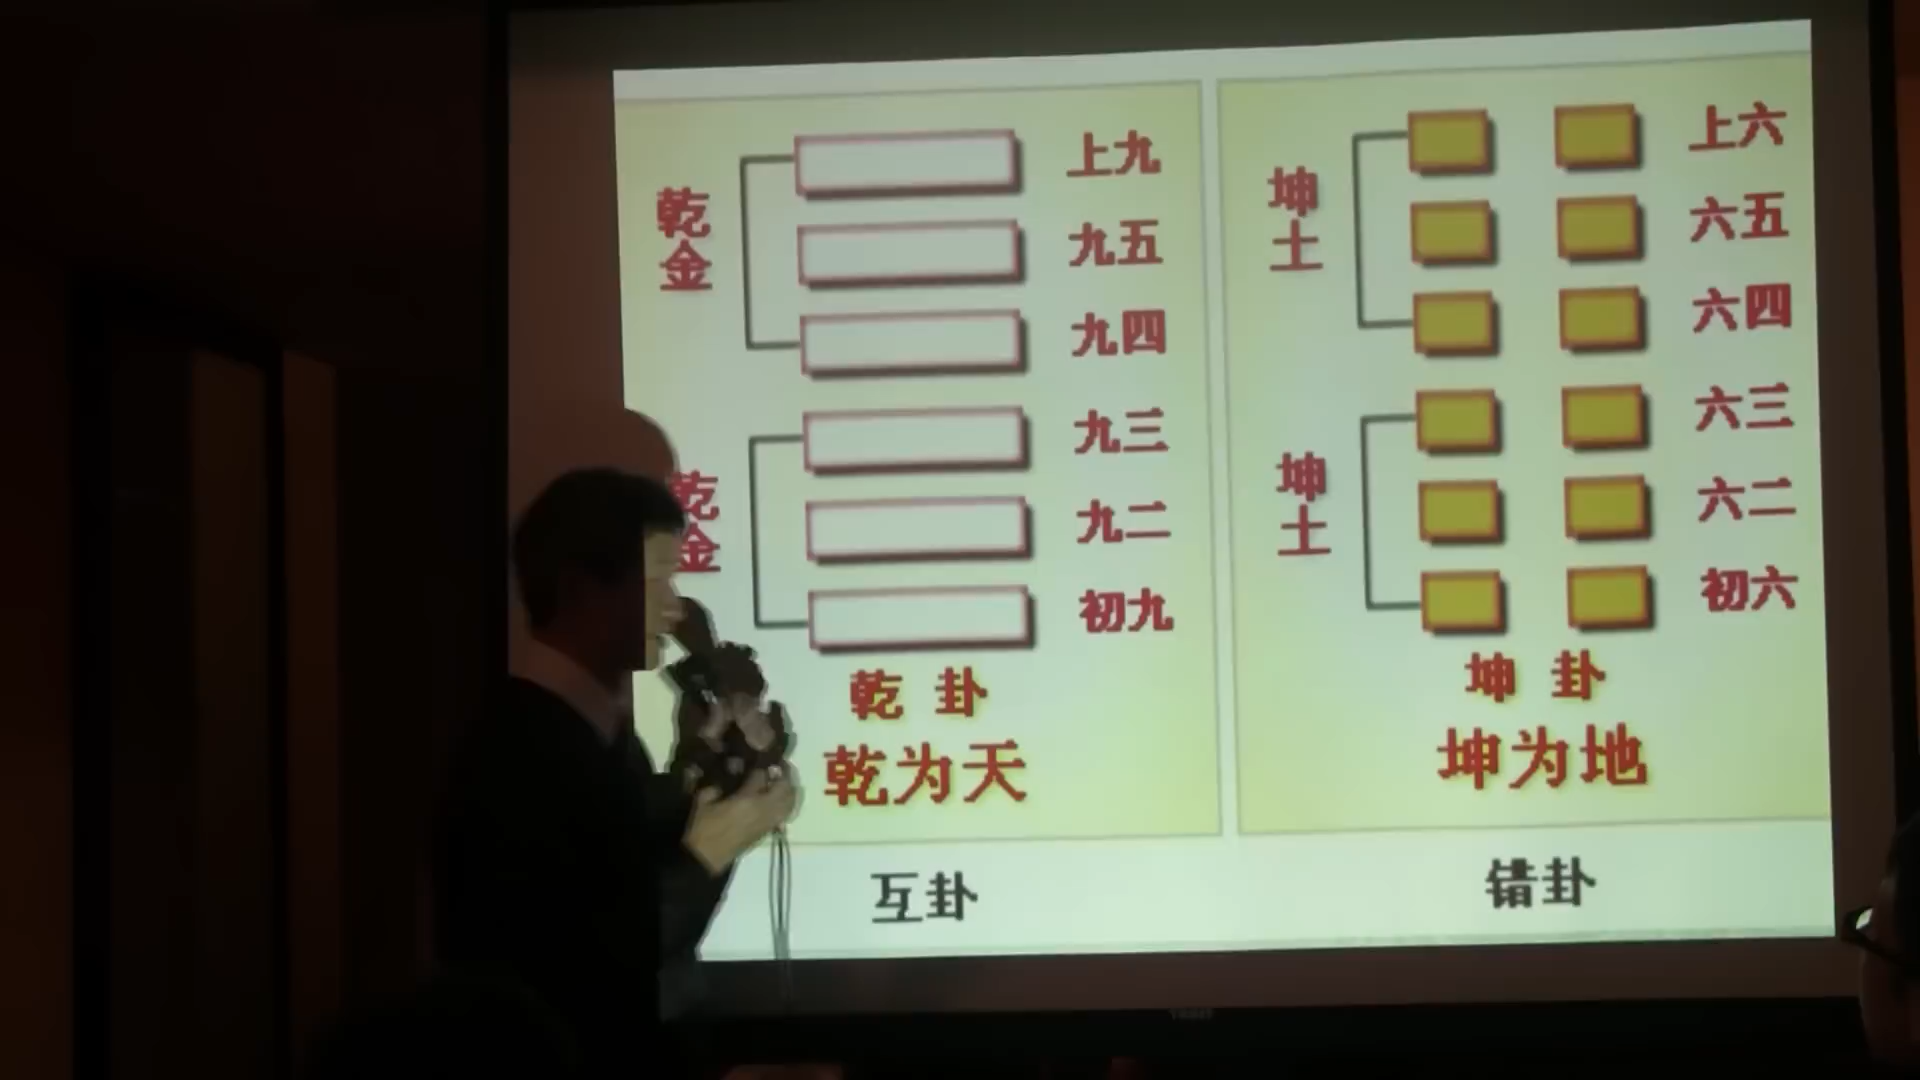 乾金
上九
九五
九四
乾金
九三
九二
初九
乾 卦
乾为天
互卦
坤土
上六
六五
六四
坤土
六三
六二
初六
坤 卦
坤为地
错卦